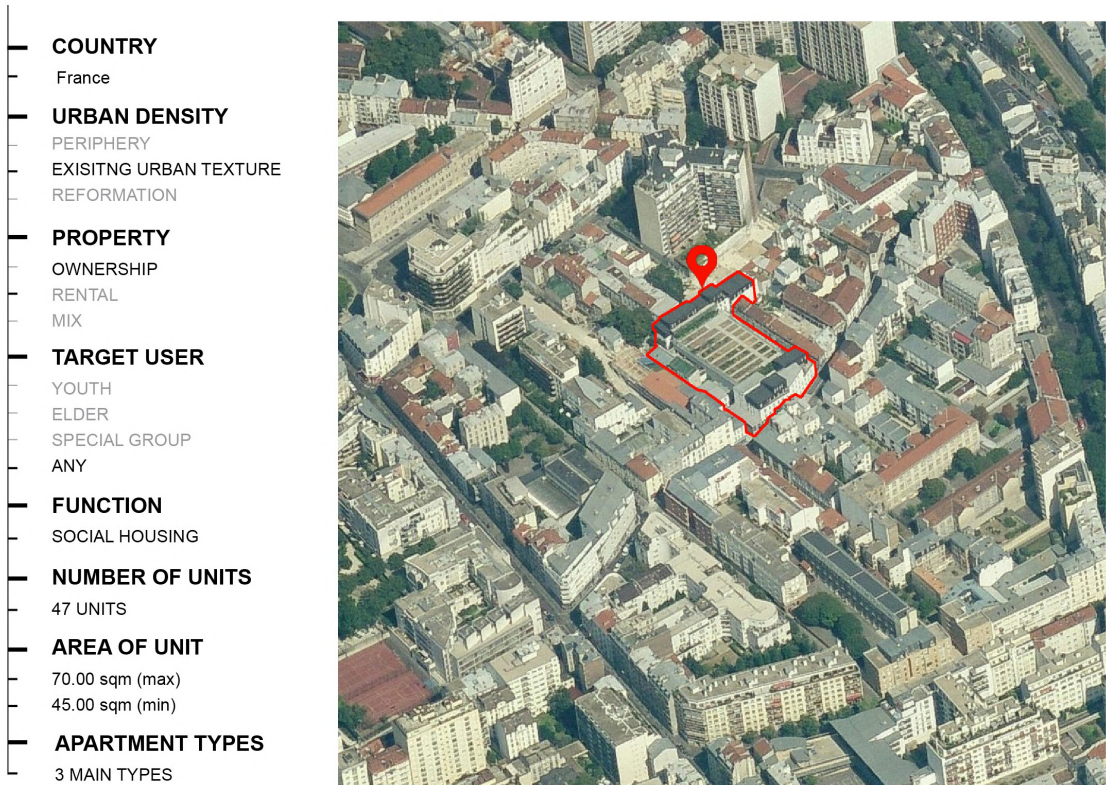 COUNTRY
France
URBAN DENSITY
PERIPHERY
EXISITNG URBAN TEXTURE
REFORMATION
PROPERTY
OWNERSHIP
RENTAL
MIX
TARGET USER
YOUTH
ELDER
SPECIAL GROUP
ANY
FUNCTION
SOCIAL HOUSING
NUMBER OF UNITS
47 UNITS
AREA OF UNIT
70.00 sqm (max)
45.00 sqm (min)
APARTMENT TYPES
3 MAIN TYPES